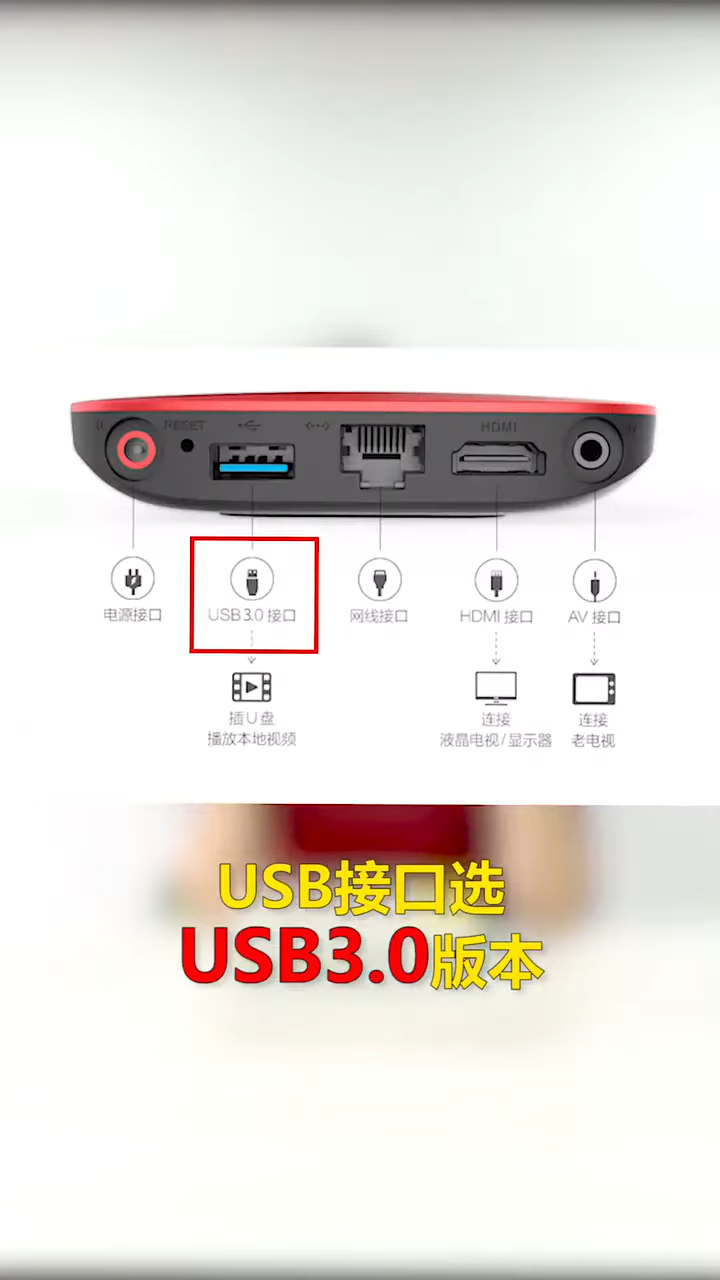 RESET
HDMI
电源接口
USB3.0 接口
网线接口
HDMI 接口
AV 接口
插U盘
播放本地视频
连接
液晶电视/显示器
连接
老电视
USB接口选
USB3.0版本